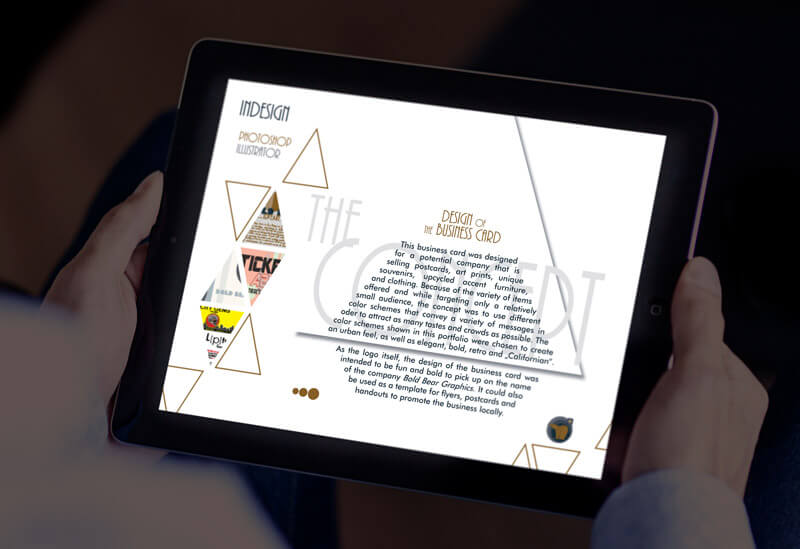 INDESIGN
PHOTOSHOP
ILLUSTRATOR
THE
CONCEPT
DESIGN OF
THE BUSINESS CARD
This business card was designed
for a potential company that is
selling postcards, art prints, unique
souvenirs, upcycled accent furniture,
and clothing. Because of the variety of items
offered and while targeting only a relatively
small audience, the concept was to use different
color schemes that convey a variety of messages in
oder to attract as many tastes and crowds as possible. The
color schemes shown in this portfolio were chosen to create
an urban feel, as well as elegant, bold, retro and „Californian“.
As the logo itself, the design of the business card was
intended to be fun and bold to pick up on the name
of the company Bold Bear Graphics. It could also
be used as a template for flyers, postcards and
handouts to promote the business locally.
TICKE
BOLD BE